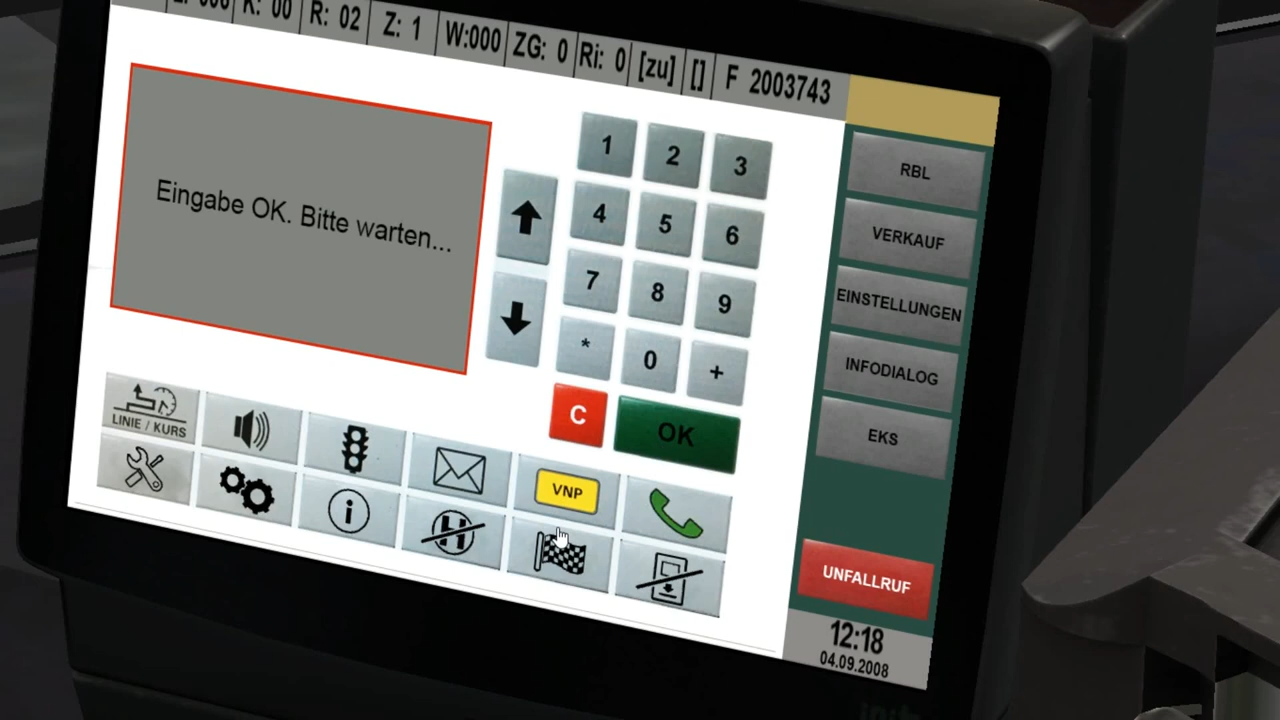 K: 00 R: 02 Z: 1 W:000 ZG: 0 Ri: 0 [zu] [] F 2003743
Eingabe OK. Bitte warten...
1 2 3
4 5 6
7 8 9
* 0 +
C OK
LINIE / KURS
VNP
RBL
VERKAUF
EINSTELLUNGEN
INFODIALOG
EKS
UNFALLRUF
12:18
04.09.2008